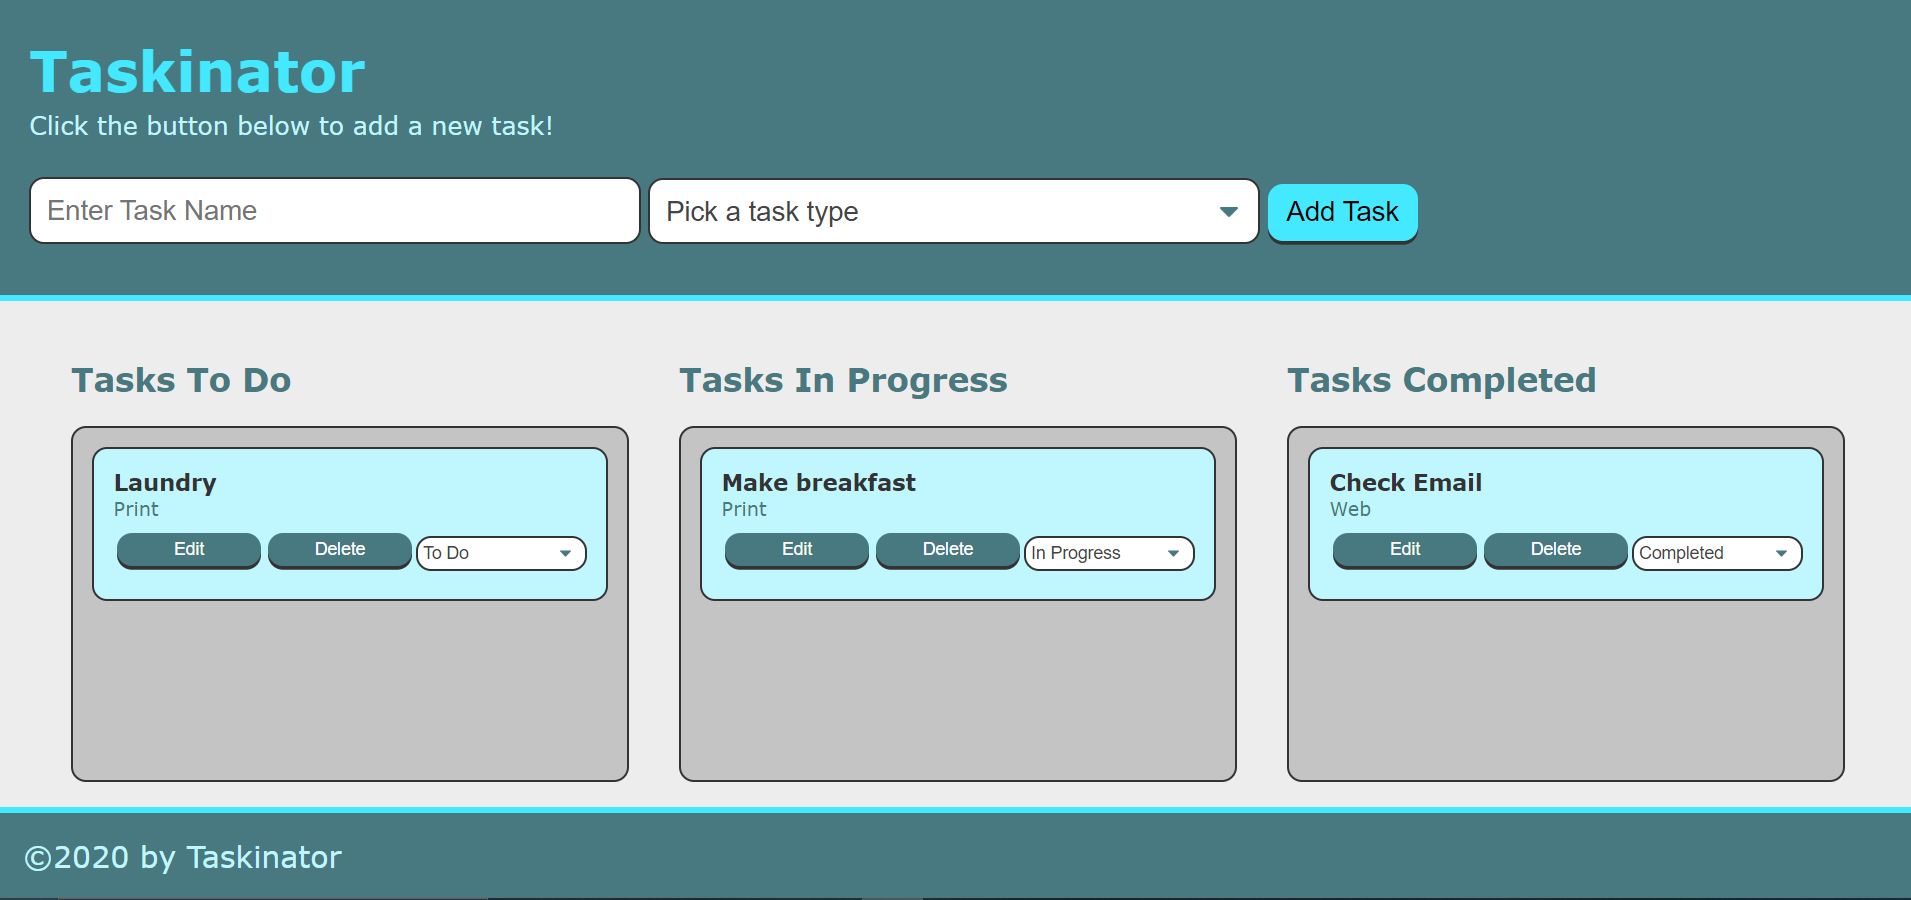 Taskinator
Click the button below to add a new task!
Enter Task Name
Pick a task type
Add Task
Tasks To Do
Laundry
Print
Edit
Delete
To Do
Tasks In Progress
Make breakfast
Print
Edit
Delete
In Progress
Tasks Completed
Check Email
Web
Edit
Delete
Completed
©2020 by Taskinator